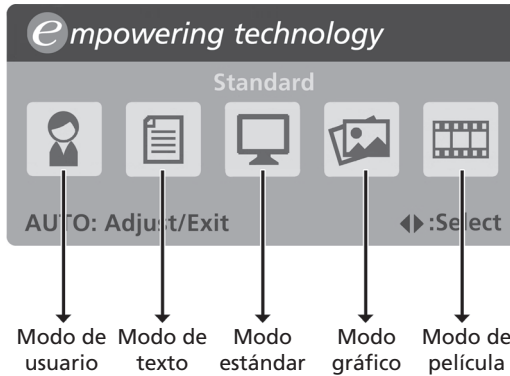 empowering technology
Standard
AUTO: Adjust/Exit :Select
Modo de usuario
Modo de texto
Modo estándar
Modo gráfico
Modo de película